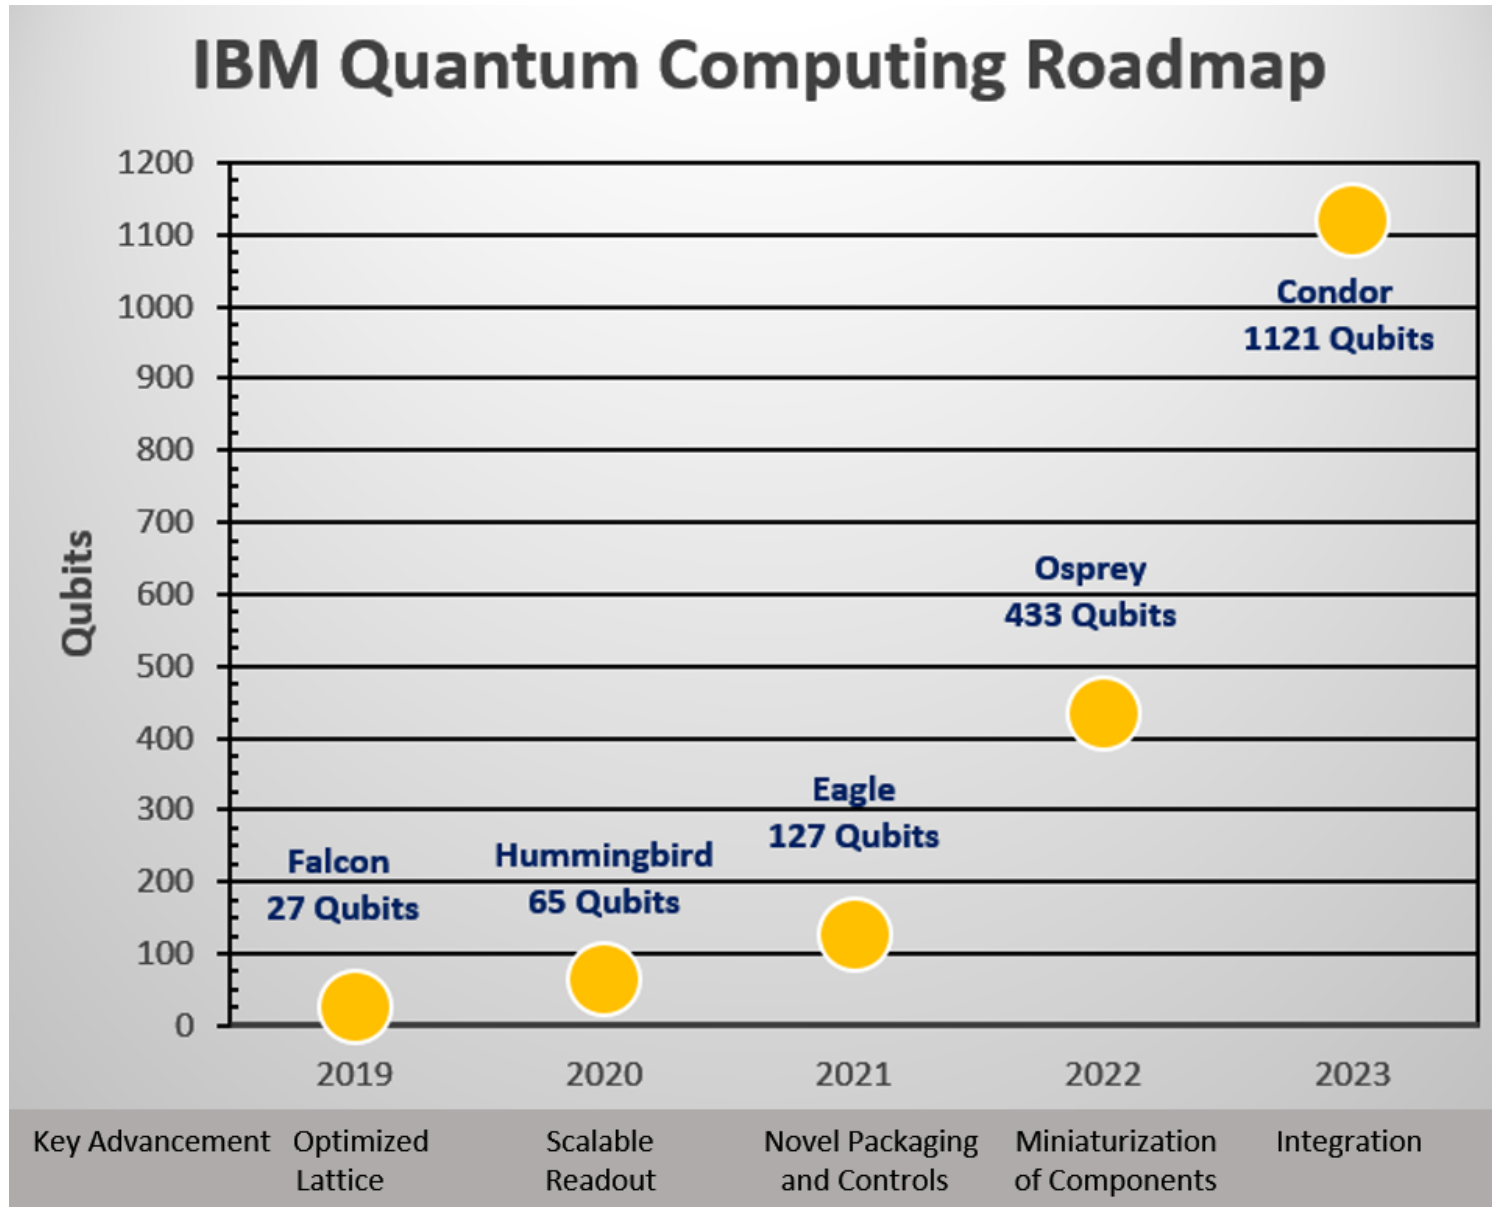 IBM Quantum Computing Roadmap
Qubits
1200
1100
1000
900
800
700
600
500
400
300
200
100
0
Falcon
27 Qubits
Hummingbird
65 Qubits
Eagle
127 Qubits
Osprey
433 Qubits
Condor
1121 Qubits
2019 2020 2021 2022 2023
Key Advancement
Optimized
Lattice
Scalable
Readout
Novel Packaging
and Controls
Miniaturization
of Components
Integration